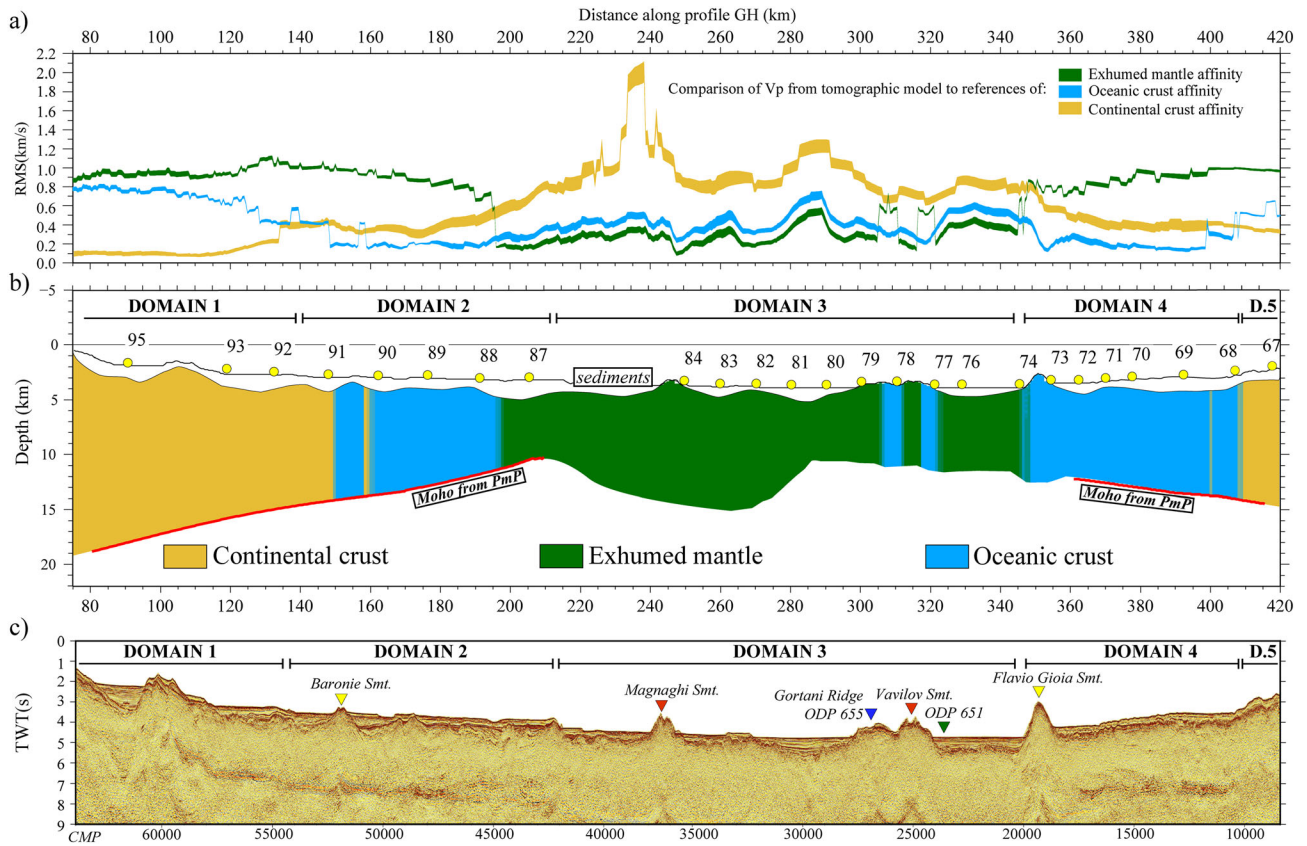 a)
Distance along profile GH (km)
80 100 120 140 160 180 200 220 240 260 280 300 320 340 360 380 400 420
2.2
2.0
1.8
1.6
1.4
1.2
1.0
0.8
0.6
0.4
0.2
0.0
RMS(km/s)
Comparison of Vp from tomographic model to references of:
Exhumed mantle affinity
Oceanic crust affinity
Continental crust affinity
b)
DOMAIN 1 DOMAIN 2 DOMAIN 3 DOMAIN 4 D.5
95 93 92 91 90 89 88 87 84 83 82 81 80 79 78 77 76 74 73 72 71 70 69 68 67
sediments
−5
0
5
10
15
20
Depth (km)
Moho from PmP
Moho from PmP
Continental crust
Exhumed mantle
Oceanic crust
80 100 120 140 160 180 200 220 240 260 280 300 320 340 360 380 400 420
c)
DOMAIN 1 DOMAIN 2 DOMAIN 3 DOMAIN 4 D.5
Baronie Smt.
Magnaghi Smt.
Gortani Ridge
ODP 655
Vavilov Smt.
ODP 651
Flavio Gioia Smt.
0
1
2
3
4
5
6
7
8
9
TWT(s)
CMP 60000 55000 50000 45000 40000 35000 30000 25000 20000 15000 10000